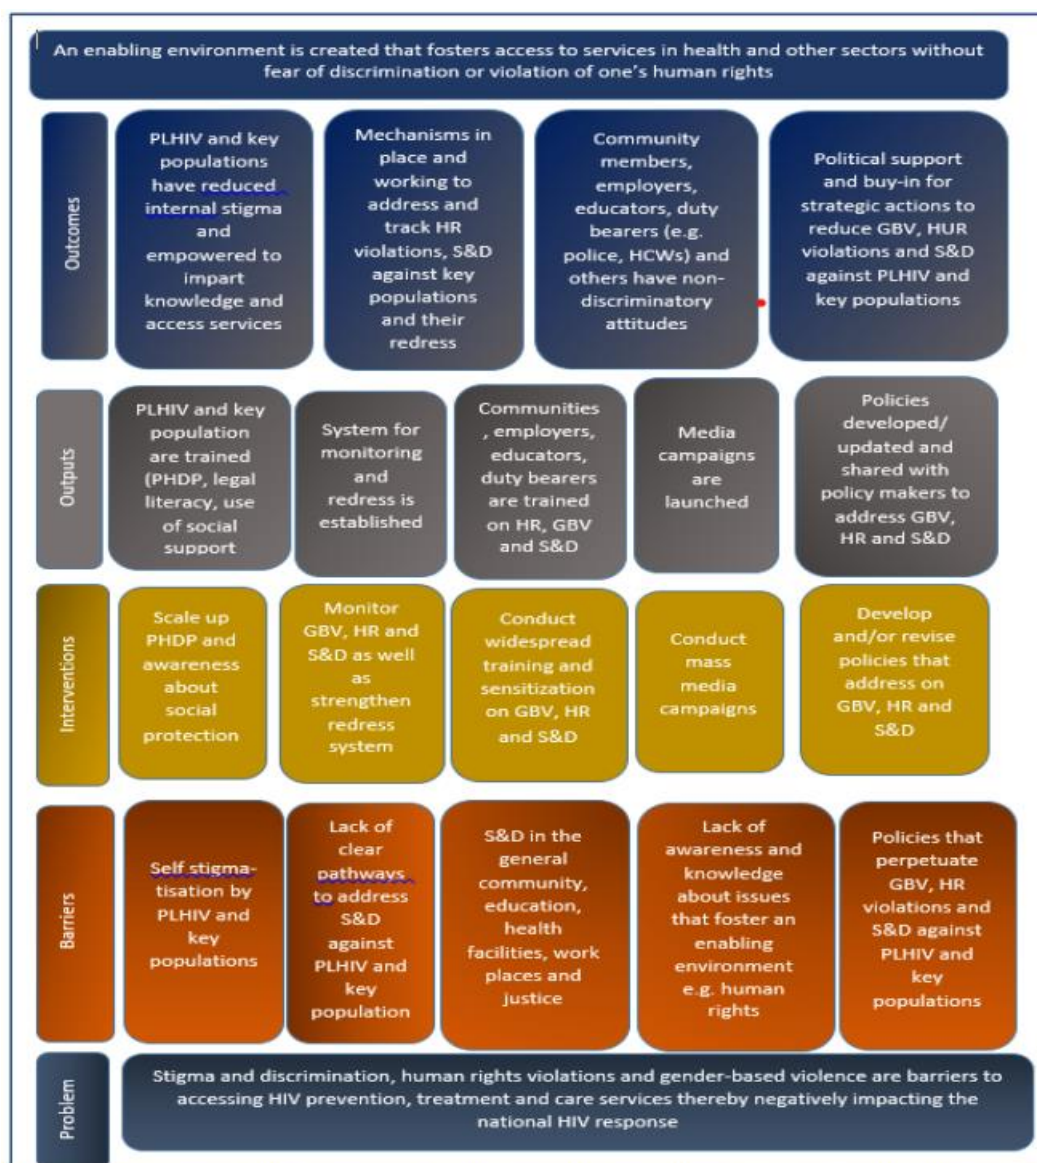 An enabling environment is created that fosters access to services in health and other sectors without
fear of discrimination or violation of one's human rights
Outcomes
PLHIV and key
populations
have reduced
internal stigma
and
empowered to
impart
knowledge and
access services
Mechanisms in
place and
working to
address and
track HR
violations, S&D
against key
populations
and their
redress
Community
members,
employers,
educators, duty
bearers (e.g.
police, HCWs) and
others have non-
discriminatory
attitudes
Political support
and buy-in for
strategic actions to
reduce GBV, HUR
violations and S&D
against PLHIV and
key populations
Outputs
PLHIV and key
population
are trained
(PHDP, legal
literacy, use
of social
support
System for
monitoring
and
redress is
established
Communities
, employers,
educators,
duty bearers
are trained
on HR, GBV
and S&D
Media
campaigns
are
launched
Policies
developed/
updated and
shared with
policy makers to
address GBV,
HR and S&D
Interventions
Scale up
PHDP and
awareness
about
social
protection
Monitor
GBV, HR and
S&D as well
as
strengthen
redress
system
Conduct
widespread
training and
sensitization
on GBV, HR
and S&D
Conduct
mass
media
campaigns
Develop
and/or revise
policies that
address on
GBV, HR and
S&D
Barriers
Self stigma-
tisation by
PLHIV and
key
populations
Lack of
clear
pathways
to address
S&D
against
PLHIV and
key
population
S&D in the
general
community,
education,
health
facilities, work
places and
justice
Lack of
awareness and
knowledge
about issues
that foster an
enabling
environment
e.g. human
rights
Policies that
perpetuate
GBV, HR
violations and
S&D against
PLHIV and
key
populations
Problem
Stigma and discrimination, human rights violations and gender-based violence are barriers to
accessing HIV prevention, treatment and care services thereby negatively impacting the
national HIV response